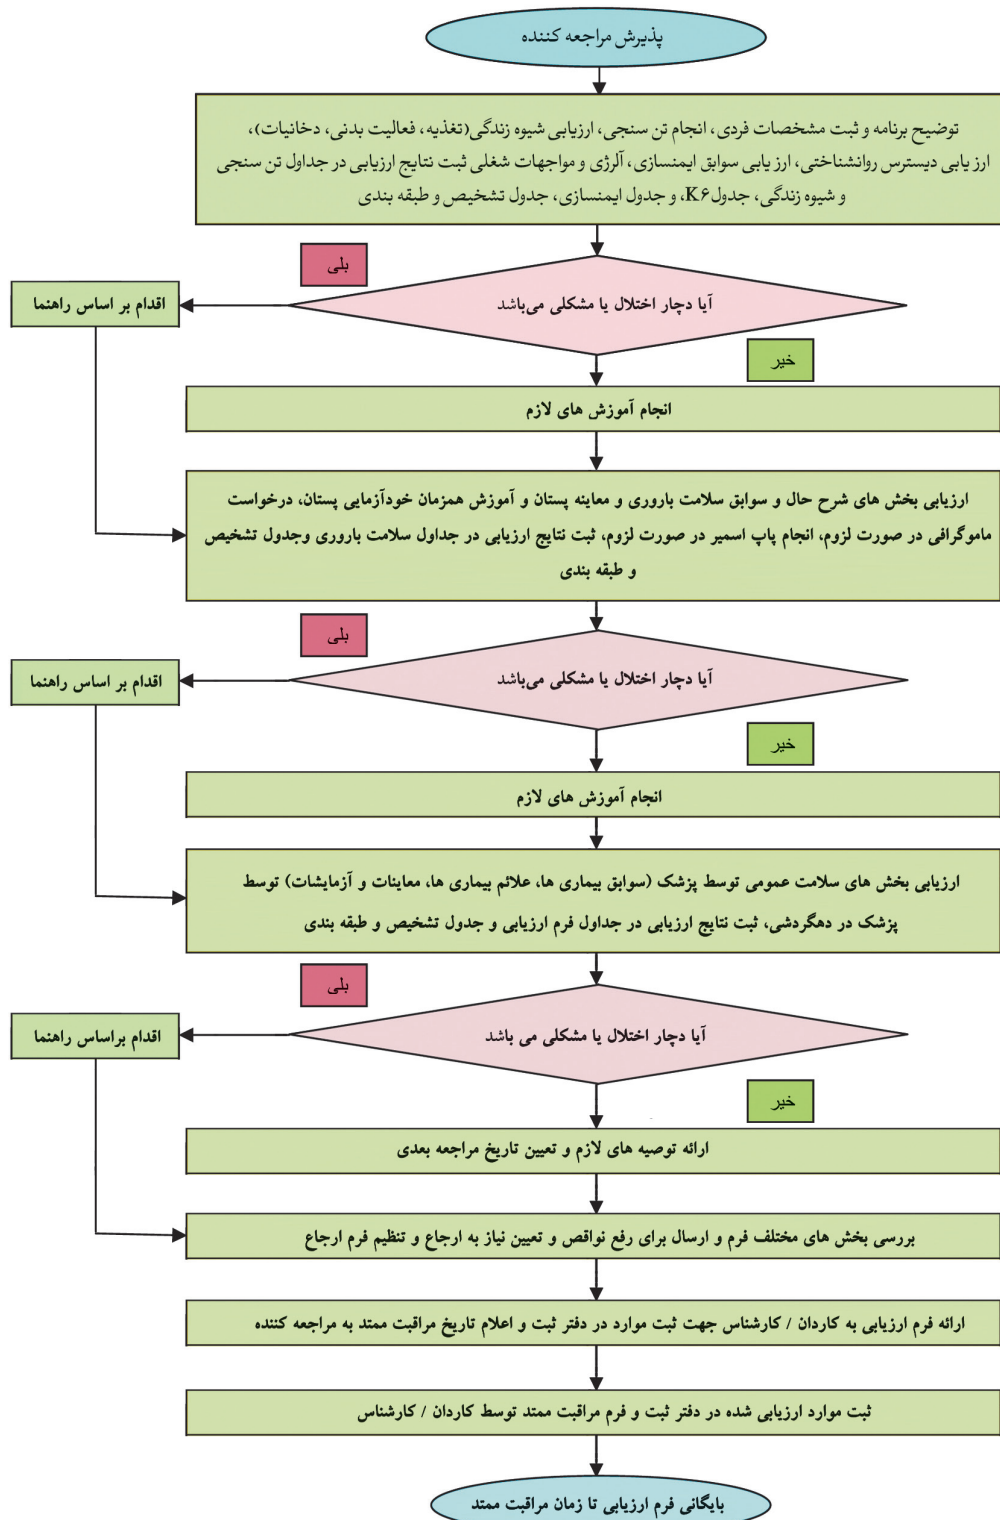 پذیرش مراجعه کننده
توضیح برنامه و ثبت مشخصات فردی، انجام تن سنجی، ارزیابی شیوه زندگی(تغذیه، فعالیت بدنی، دخانیات)،
ارزیابی دیسترس روانشناختی، ارزیابی سوابق ایمنسازی، آلرژی و مواجهات شغلی ثبت نتایج ارزیابی در جداول تن سنجی
و شیوه زندگی، جدول K۶، و جدول ایمنسازی، جدول تشخیص و طبقه بندی
بلی
آیا دچار اختلال یا مشکلی می‌باشد
اقدام بر اساس راهنما
خیر
انجام آموزش های لازم
ارزیابی بخش های شرح حال و سوابق سلامت باروری و معاینه پستان و آموزش همزمان خودآزمایی پستان، درخواست
ماموگرافی در صورت لزوم، انجام پاپ اسمیر در صورت لزوم، ثبت نتایج ارزیابی در جداول سلامت باروری وجدول تشخیص
و طبقه بندی
بلی
آیا دچار اختلال یا مشکلی می‌باشد
اقدام بر اساس راهنما
خیر
انجام آموزش های لازم
ارزیابی بخش های سلامت عمومی توسط پزشک (سوابق بیماری ها، علائم بیماری ها، معاینات و آزمایشات) توسط
پزشک در دهگردشی، ثبت نتایج ارزیابی در جداول فرم ارزیابی و جدول تشخیص و طبقه بندی
بلی
آیا دچار اختلال یا مشکلی می باشد
اقدام براساس راهنما
خیر
ارائه توصیه های لازم و تعیین تاریخ مراجعه بعدی
بررسی بخش های مختلف فرم و ارسال برای رفع نواقص و تعیین نیاز به ارجاع و تنظیم فرم ارجاع
ارائه فرم ارزیابی به کاردان / کارشناس جهت ثبت موارد در دفتر ثبت و اعلام تاریخ مراقبت ممتد به مراجعه کننده
ثبت موارد ارزیابی شده در دفتر ثبت و فرم مراقبت ممتد توسط کاردان / کارشناس
بایگانی فرم ارزیابی تا زمان مراقبت ممتد